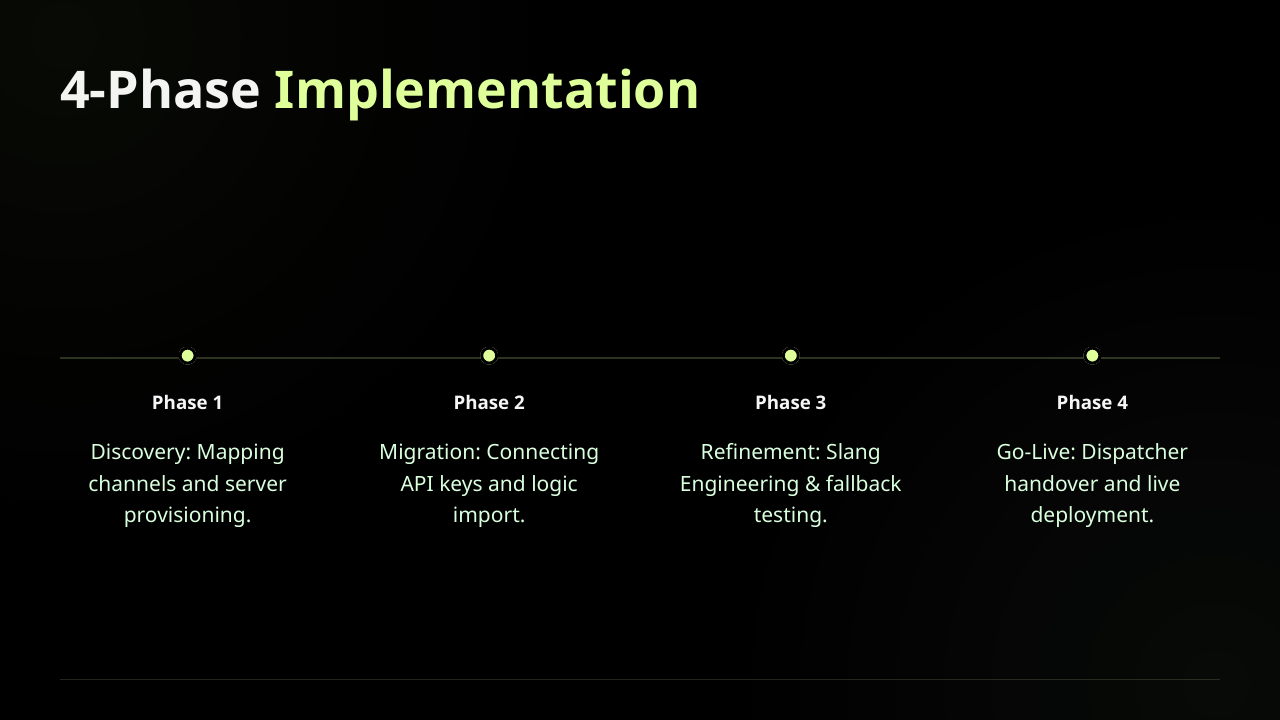 4-Phase Implementation
Phase 1
Discovery: Mapping
channels and server
provisioning.
Phase 2
Migration: Connecting
API keys and logic
import.
Phase 3
Refinement: Slang
Engineering & fallback
testing.
Phase 4
Go-Live: Dispatcher
handover and live
deployment.